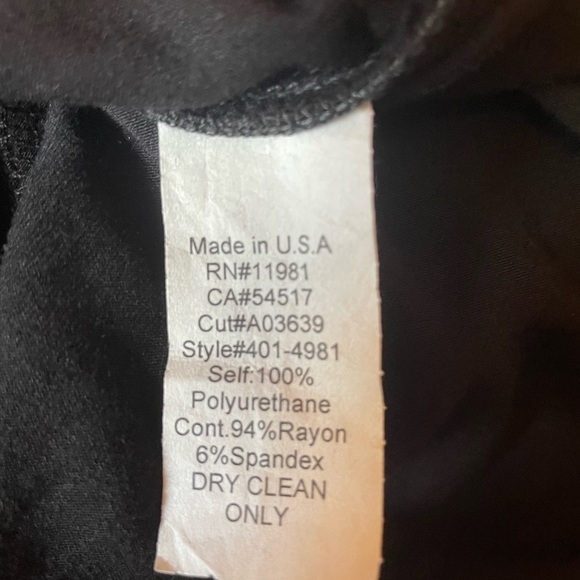 Made in U.S.A
RN#11981
CA#54517
Cut#A03639
Style#401-4981
Self:100%
Polyurethane
Cont.94%Rayon
6%Spandex
DRY CLEAN
ONLY